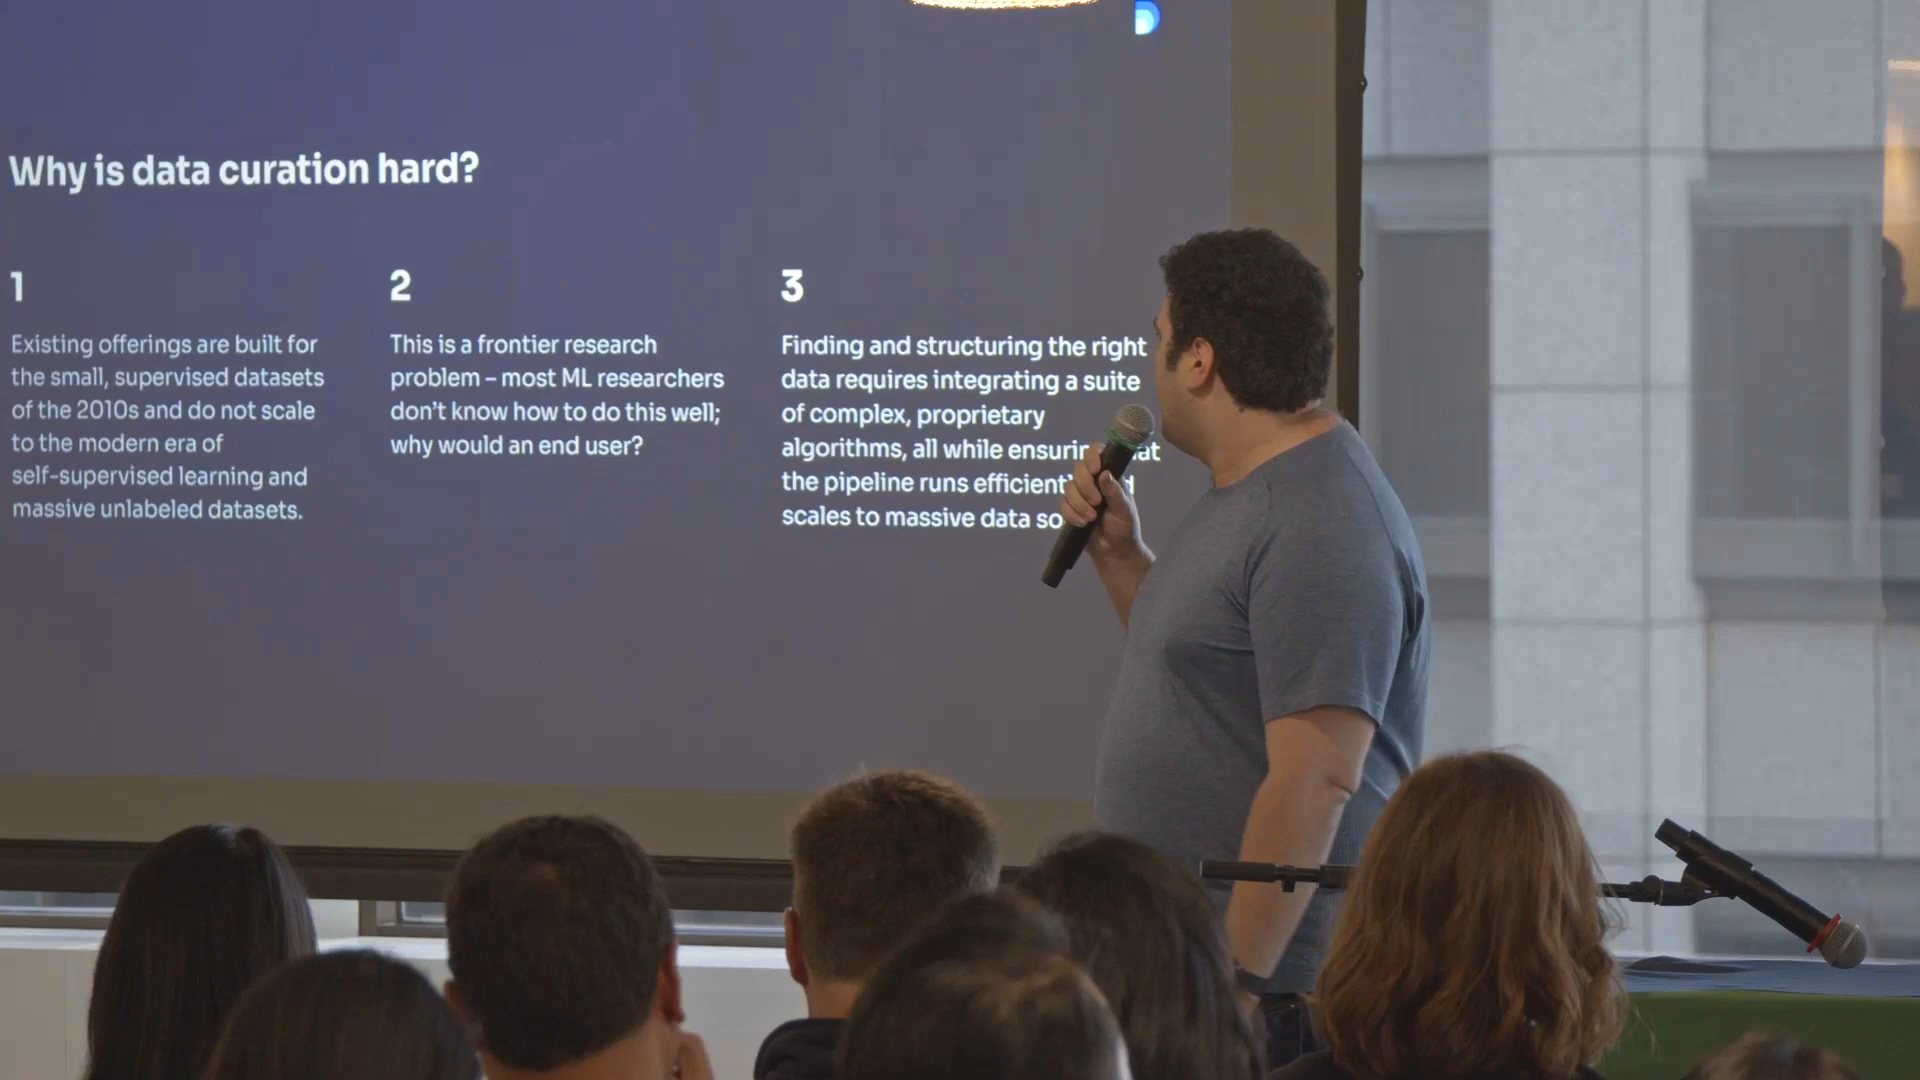 Why is data curation hard?
1
Existing offerings are built for
the small, supervised datasets
of the 2010s and do not scale
to the modern era of
self-supervised learning and
massive unlabeled datasets.
2
This is a frontier research
problem – most ML researchers
don't know how to do this well;
why would an end user?
3
Finding and structuring the right
data requires integrating a suite
of complex, proprietary
algorithms, all while
the pipeline runs
scales to massive data